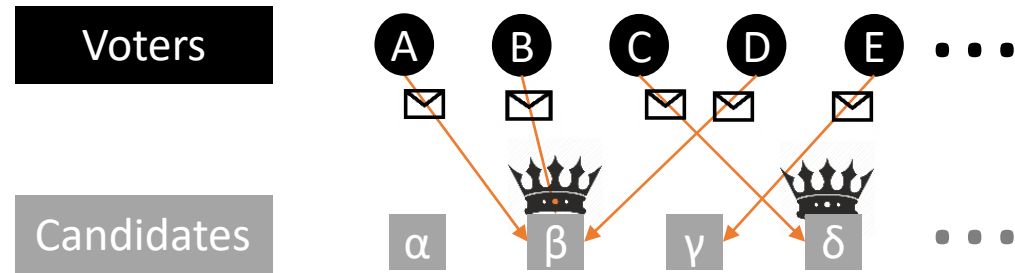 Voters A B C D E ...
Candidates α β γ δ ...